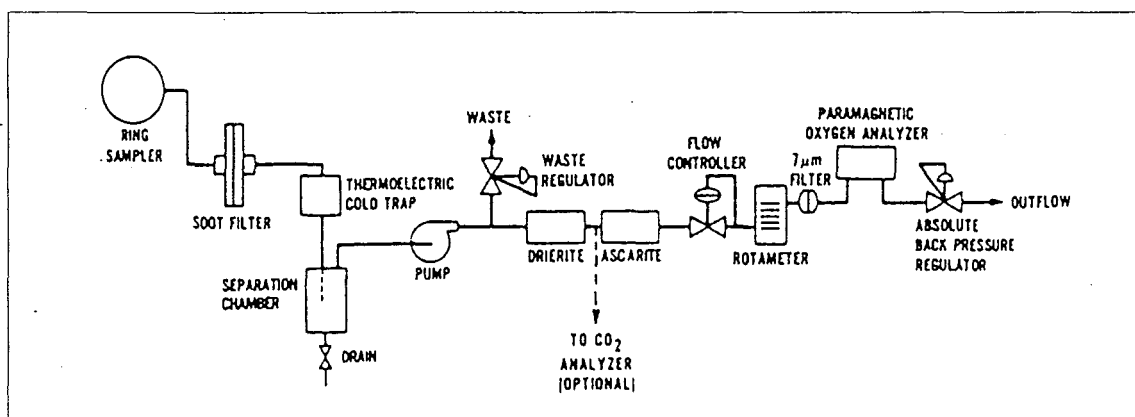 RING
SAMPLER
SOOT FILTER
THERMOELECTRIC
COLD TRAP
SEPARATION
CHAMBER
DRAIN
PUMP
WASTE
WASTE
REGULATOR
DRIERITE
ASCARITE
TO CO2
ANALYZER
(OPTIONAL)
FLOW
CONTROLLER
ROTAMETER
7μm
FILTER
PARAMAGNETIC
OXYGEN ANALYZER
OUTFLOW
ABSOLUTE
BACK PRESSURE
REGULATOR